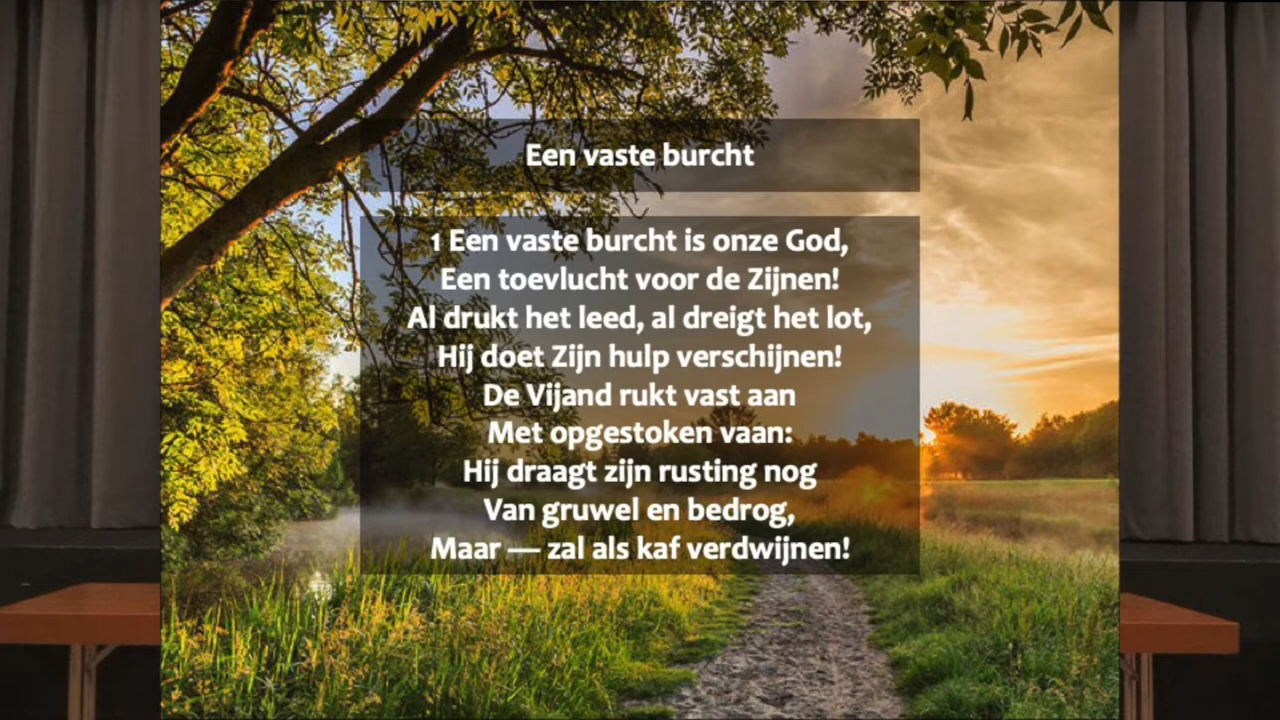 Een vaste burcht
1 Een vaste burcht is onze God,
Een toevlucht voor de Zijnen!
Al drukt het leed, al dreigt het lot,
Hij doet Zijn hulp verschijnen!
De Vijand rukt vast aan
Met opgestoken vaan:
Hij draagt zijn rusting nog
Van gruwel en bedrog,
Maar — zal als kaf verdwijnen!